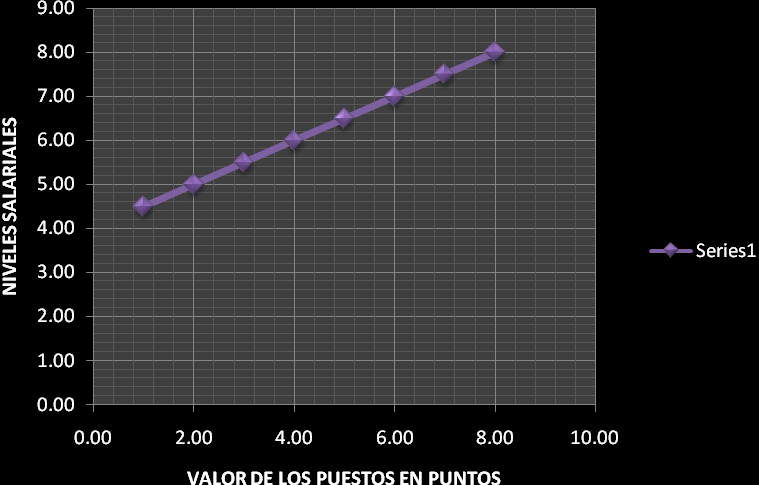 9.00
8.00
7.00
6.00
5.00
4.00
3.00
2.00
1.00
0.00
NIVELES SALARIALES
Series1
0.00 2.00 4.00 6.00 8.00 10.00
VALOR DE LOS PUESTOS EN PUNTOS